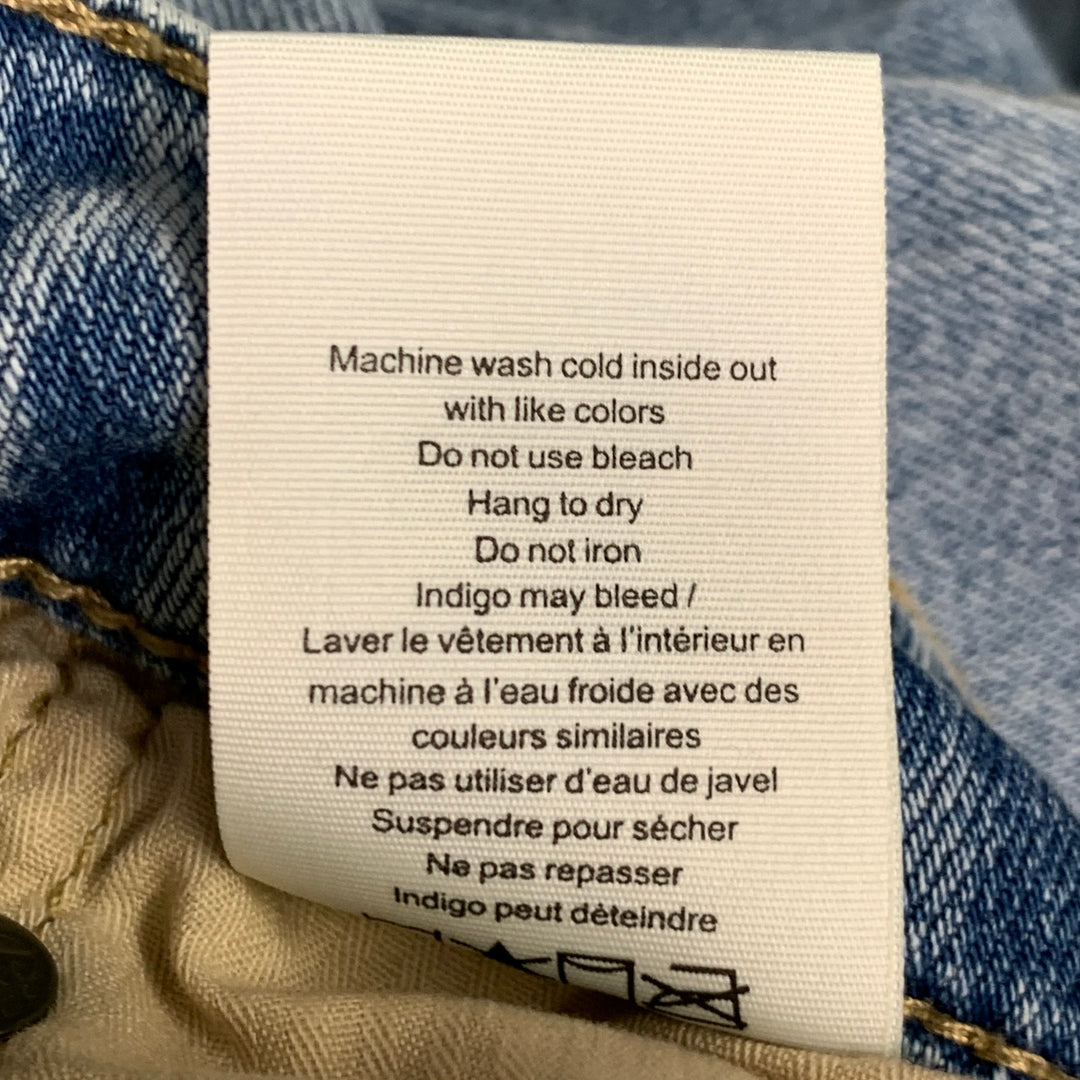 Machine wash cold inside out
with like colors
Do not use bleach
Hang to dry
Do not iron
Indigo may bleed /
Laver le vêtement à l'intérieur en
machine à l'eau froide avec des
couleurs similaires
Ne pas utiliser d'eau de javel
Suspendre pour sécher
Ne pas repasser
Indigo peut déteindre